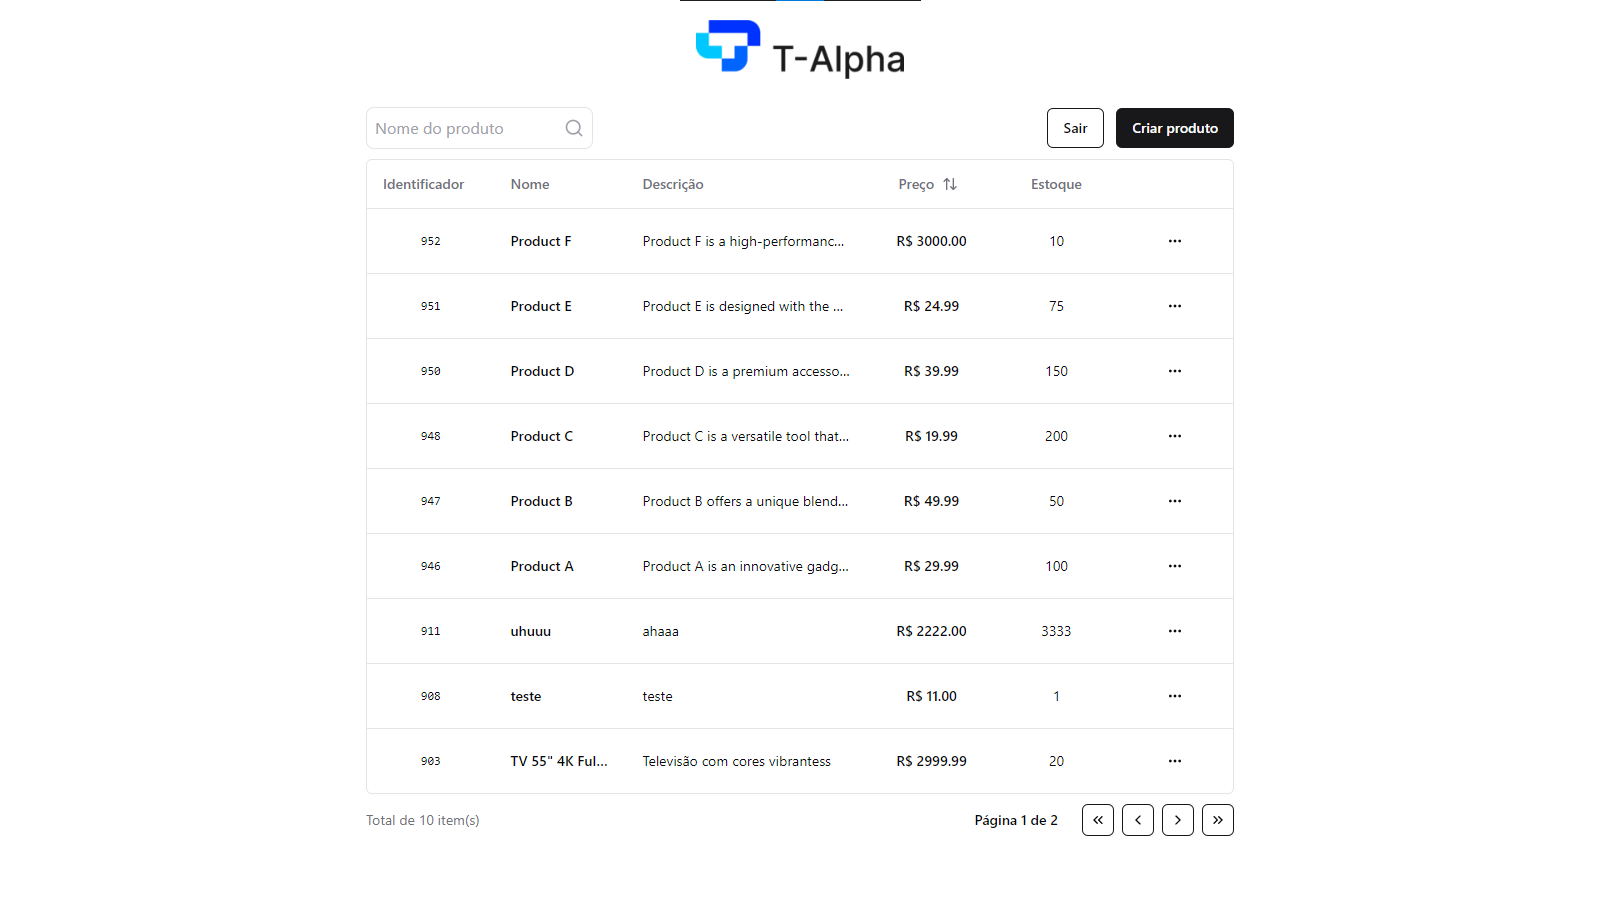 T-Alpha
Nome do produto
Sair
Criar produto
Identificador Nome Descrição Preço Estoque
952 Product F Product F is a high-performanc... R$ 3000.00 10 ...
951 Product E Product E is designed with the ... R$ 24.99 75 ...
950 Product D Product D is a premium accesso... R$ 39.99 150 ...
948 Product C Product C is a versatile tool that... R$ 19.99 200 ...
947 Product B Product B offers a unique blend... R$ 49.99 50 ...
946 Product A Product A is an innovative gadg... R$ 29.99 100 ...
911 uhuuu ahaaa R$ 2222.00 3333 ...
908 teste teste R$ 11.00 1 ...
903 TV 55" 4K Ful... Televisão com cores vibrantess R$ 2999.99 20 ...
Total de 10 item(s) Página 1 de 2